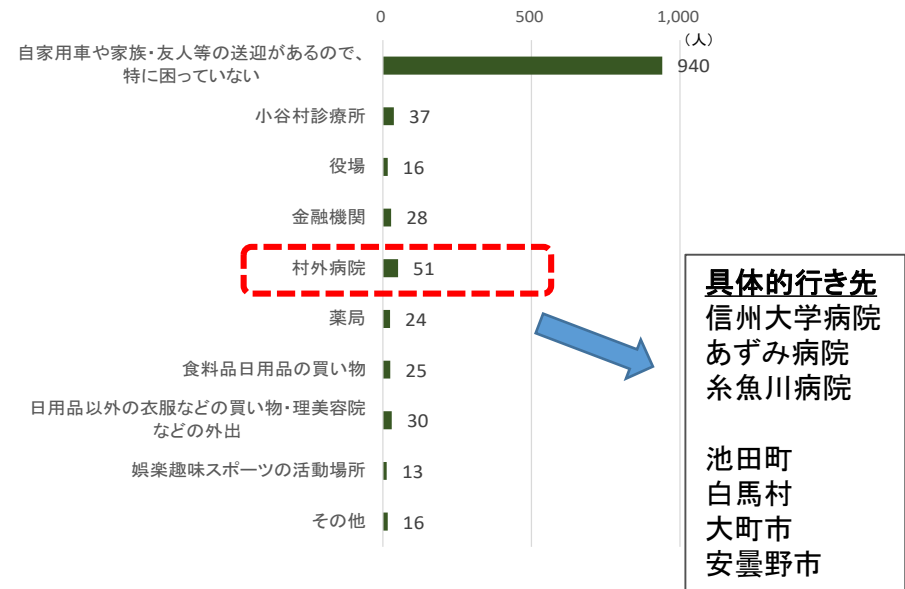 0 500 1,000
（人）
自家用車や家族・友人等の送迎があるので、
特に困っていない
940
小谷村診療所 37
役場 16
金融機関 28
村外病院 51
薬局 24
食料品日用品の買い物 25
日用品以外の衣服などの買い物・理美容院
などの外出
30
娯楽趣味スポーツの活動場所 13
その他 16
具体的行き先
信州大学病院
あずみ病院
糸魚川病院
池田町
白馬村
大町市
安曇野市